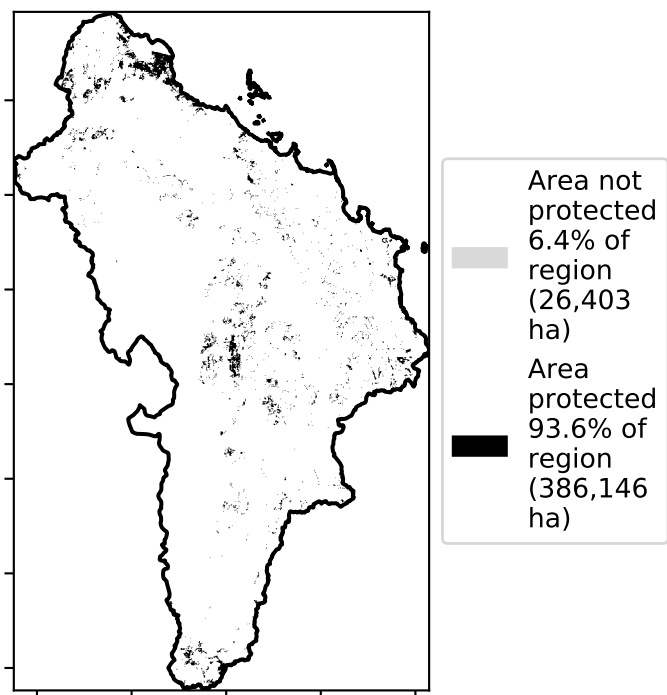 Area not
protected
6.4% of
region
(26,403
ha)
Area
protected
93.6% of
region
(386,146
ha)